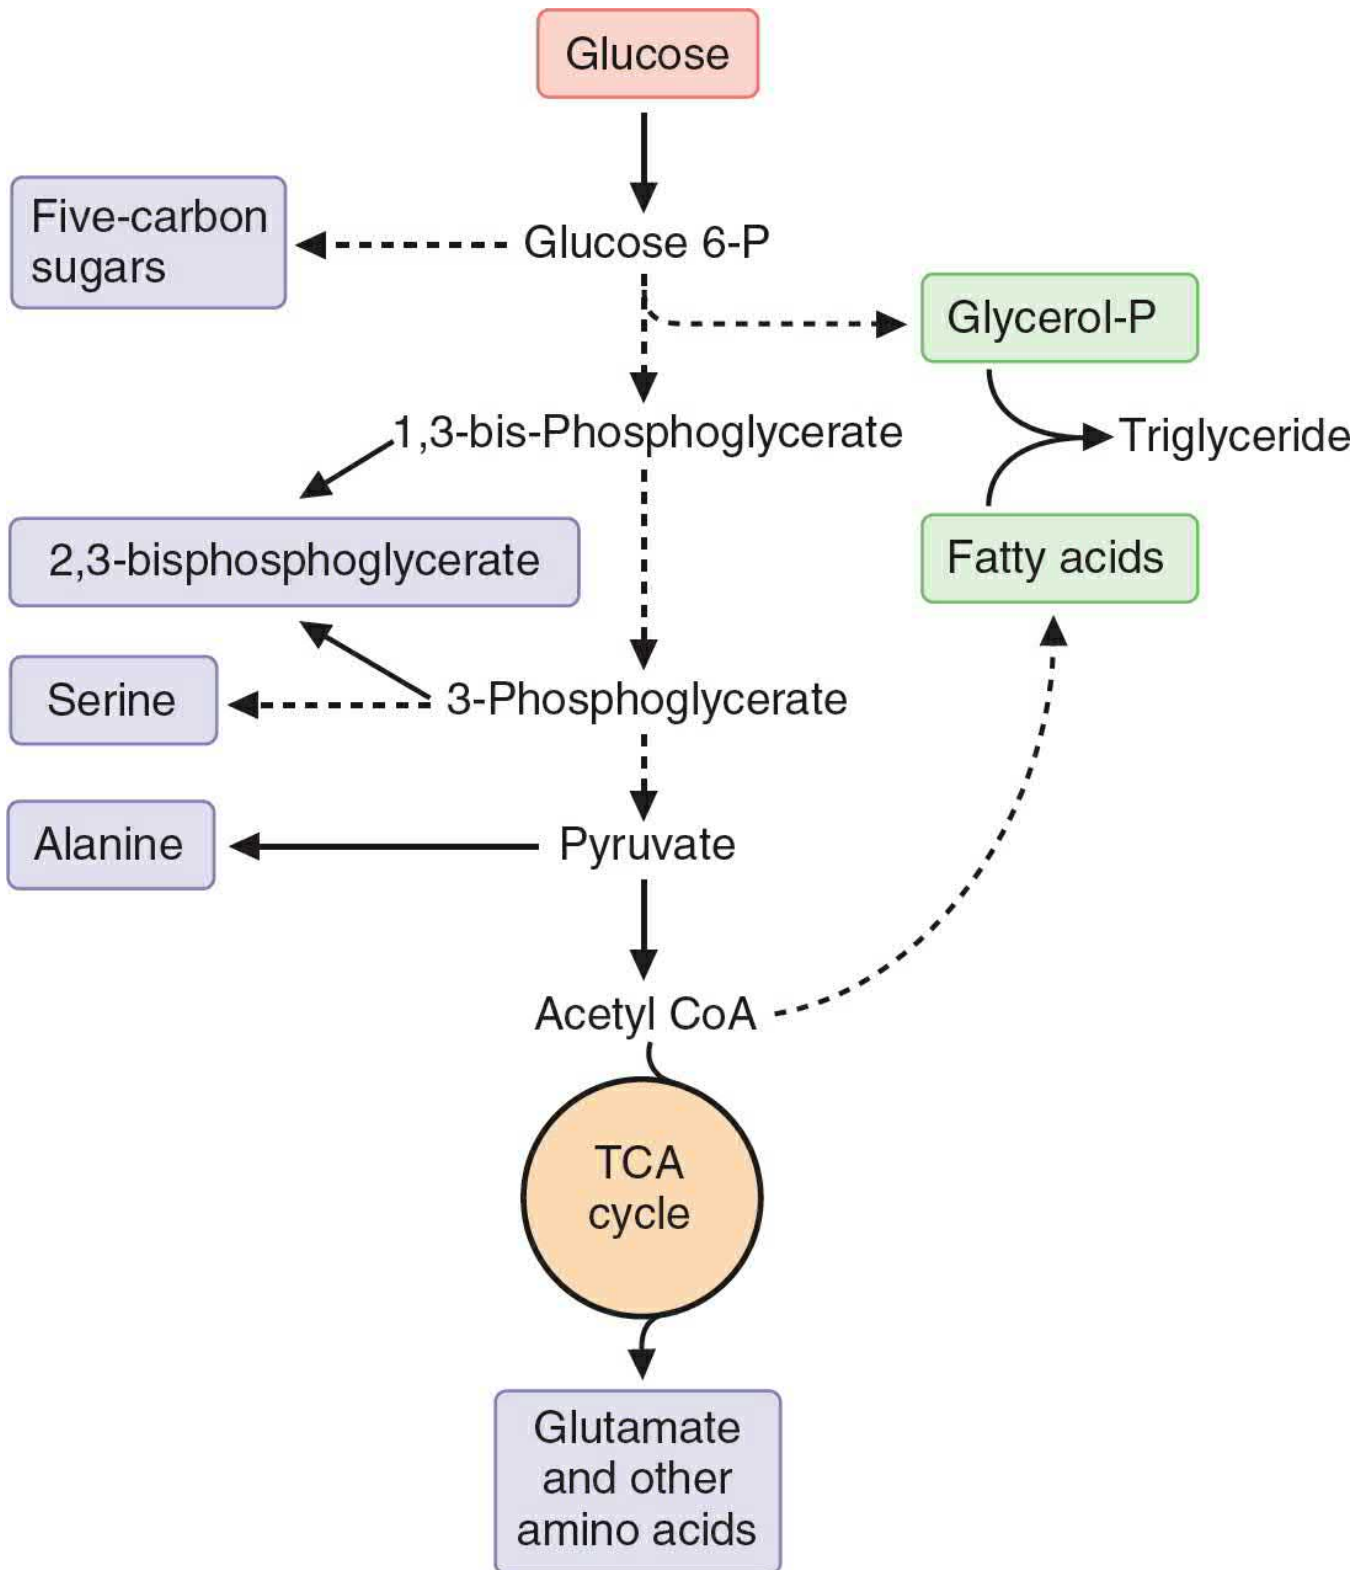 Glucose
Five-carbon
sugars
Glucose 6-P
Glycerol-P
1,3-bis-Phosphoglycerate
Triglyceride
2,3-bisphosphoglycerate
Fatty acids
Serine
3-Phosphoglycerate
Alanine
Pyruvate
Acetyl CoA
TCA
cycle
Glutamate
and other
amino acids